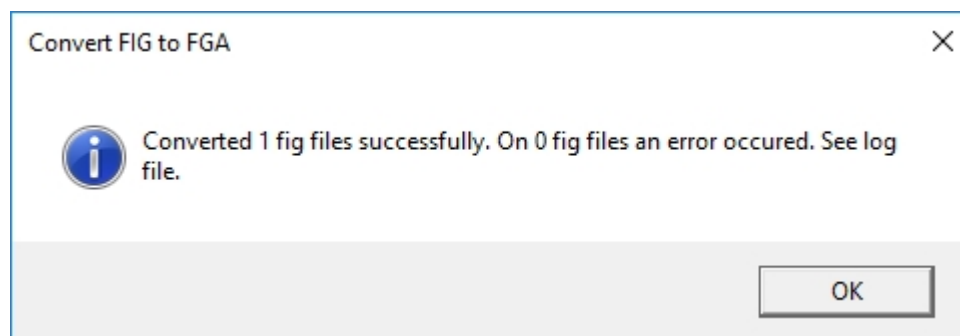 Convert FIG to FGA
Converted 1 fig files successfully. On 0 fig files an error occured. See log
file.
OK